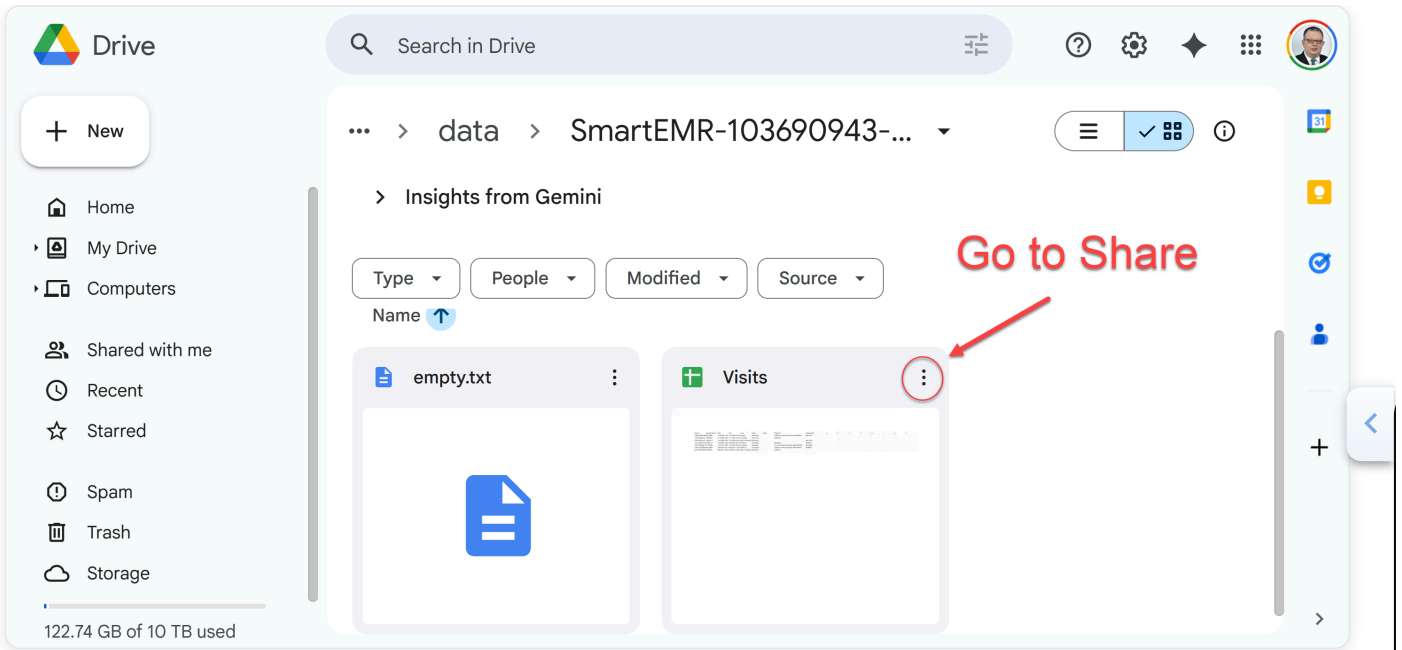 Drive
Search in Drive
New
... > data > SmartEMR-103690943-...
31
Insights from Gemini
Go to Share
Type People Modified Source
Name
Home
My Drive
Computers
Shared with me
Recent
Starred
Spam
Trash
Storage
122.74 GB of 10 TB used
empty.txt
Visits